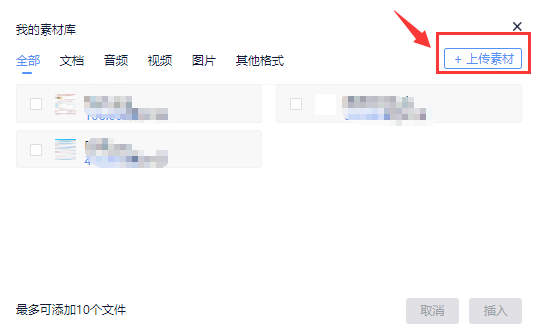 我的素材库
全部 文档 音频 视频 图片 其他格式 + 上传素材
最多可添加10个文件 取消 插入